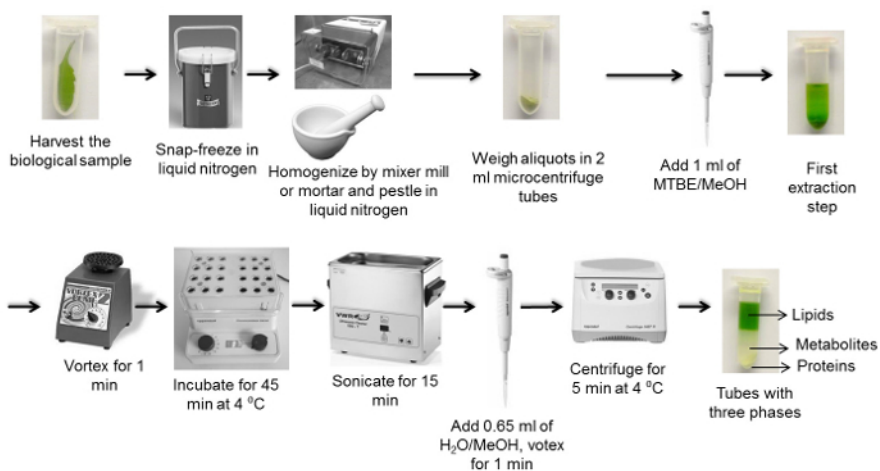 Harvest the
biological sample
Snap-freeze in
liquid nitrogen
Homogenize by mixer mill
or mortar and pestle in
liquid nitrogen
Weigh aliquots in 2
ml microcentrifuge
tubes
Add 1 ml of
MTBE/MeOH
First
extraction
step
Vortex for 1
min
Incubate for 45
min at 4 ⁰C
Sonicate for 15
min
Add 0.65 ml of
H₂O/MeOH, votex
for 1 min
Centrifuge for
5 min at 4 ⁰C
Lipids
Metabolites
Proteins
Tubes with
three phases